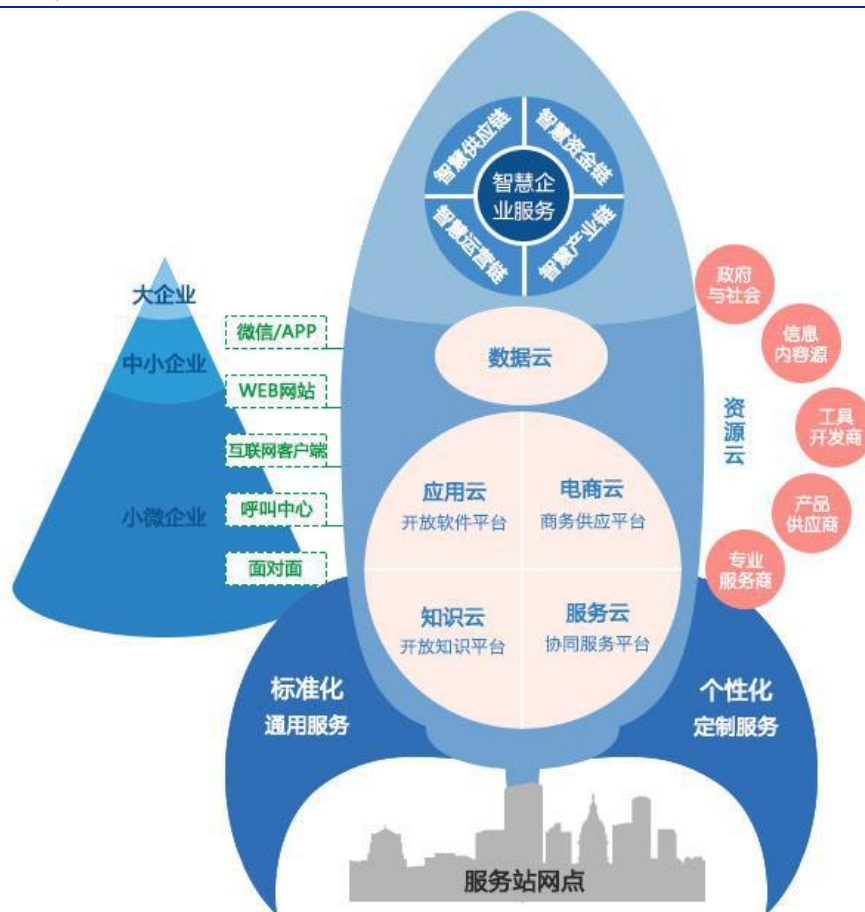 智慧供应链
智慧资金链
智慧企
业服务
智慧运营链
智慧产业链
大企业
中小企业
小微企业
微信/APP
WEB网站
互联网客户端
呼叫中心
面对面
数据云
应用云
开放软件平台
电商云
商务供应平台
知识云
开放知识平台
服务云
协同服务平台
资源云
政府
与社会
信息
内容源
工具
开发商
产品
供应商
专业
服务商
标准化
通用服务
个性化
定制服务
服务站网点